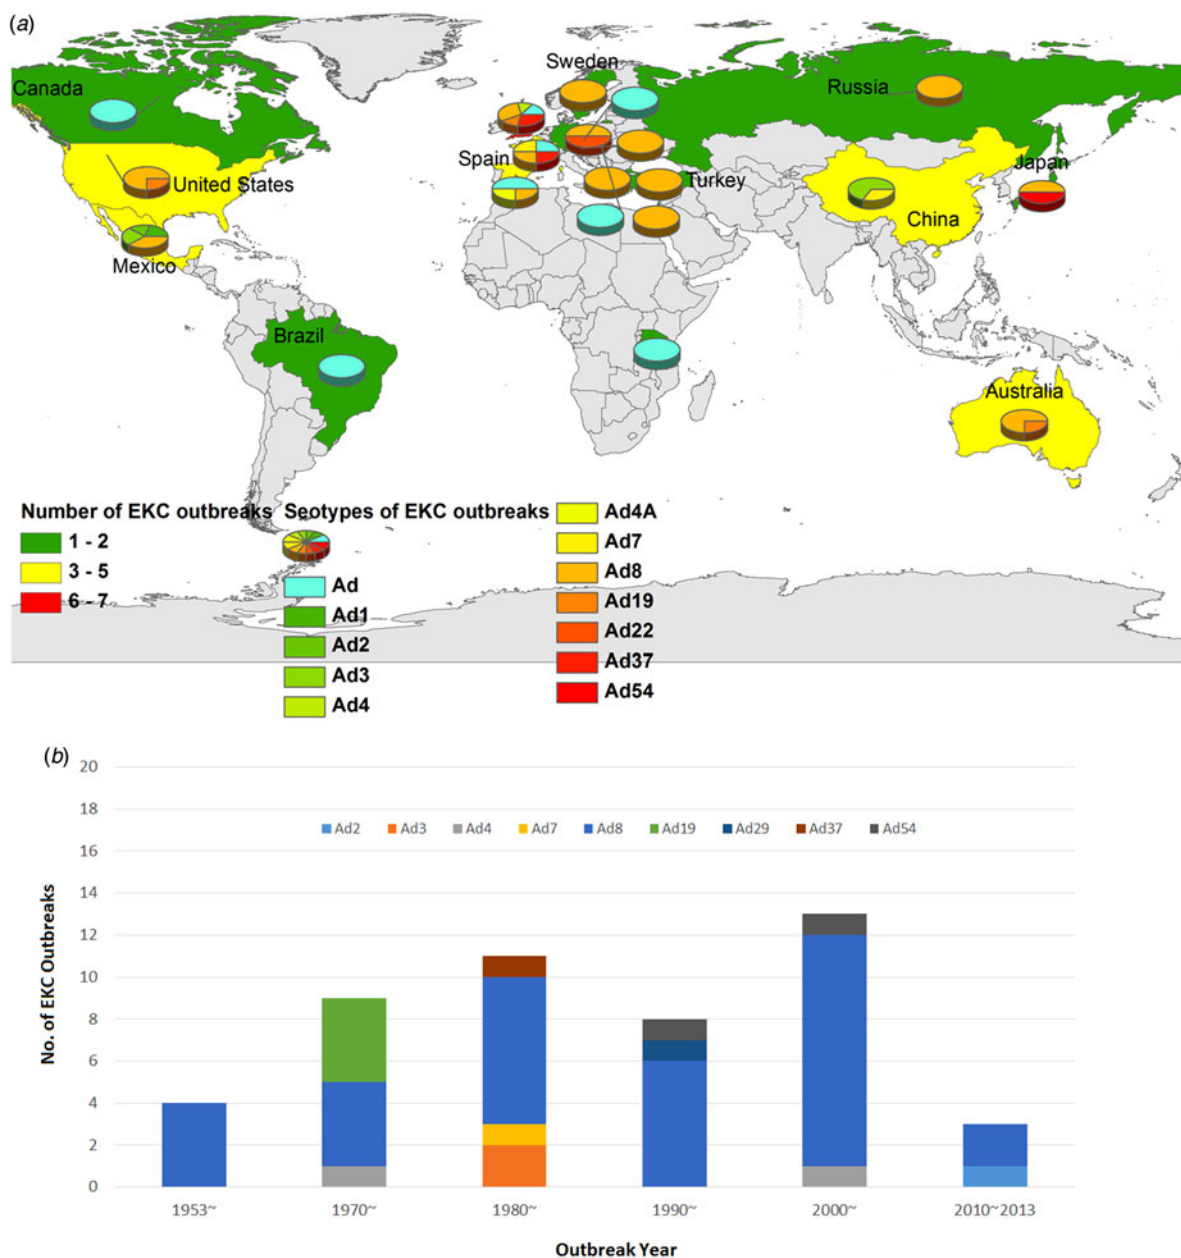 (a)
Canada
Sweden
Russia
Spain
Turkey
Japan
United States
China
Mexico
Brazil
Australia
Number of EKC outbreaks
1 - 2
3 - 5
6 - 7
Seotypes of EKC outbreaks
Ad
Ad1
Ad2
Ad3
Ad4
Ad4A
Ad7
Ad8
Ad19
Ad22
Ad37
Ad54
(b)
20
18
16
14
12
10
8
6
4
2
0
No. of EKC Outbreaks
Ad2 Ad3 Ad4 Ad7 Ad8 Ad19 Ad29 Ad37 Ad54
1953~ 1970~ 1980~ 1990~ 2000~ 2010~2013
Outbreak Year